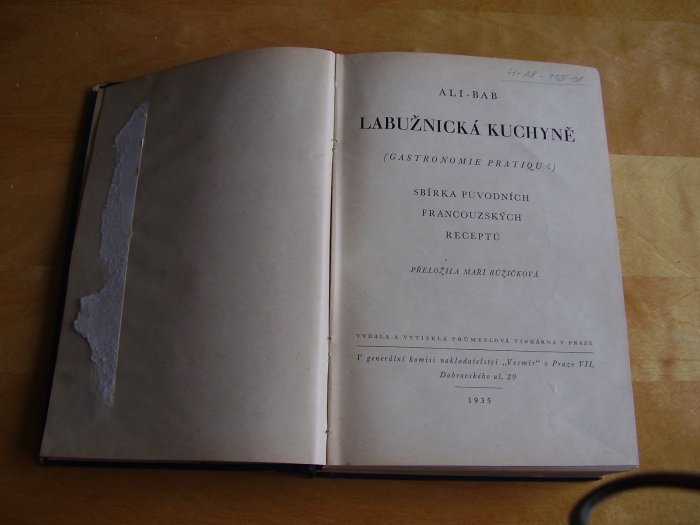 ALI-BAB
LABUŽNICKÁ KUCHYNĚ
(GASTRONOMIE PRATIQUE)
SBÍRKA PŮVODNÍCH
FRANCOUZSKÝCH
RECEPTŮ
PŘELOŽILA MAŘÍ RŮŽIČKOVÁ
VYDALA A VYTISKLA PRŮMYSLOVÁ TISKÁRNA V PRAZE
V generální komisi nakladatelství „Vesmír“ v Praze VII,
Dobrovského ul. 29
1935